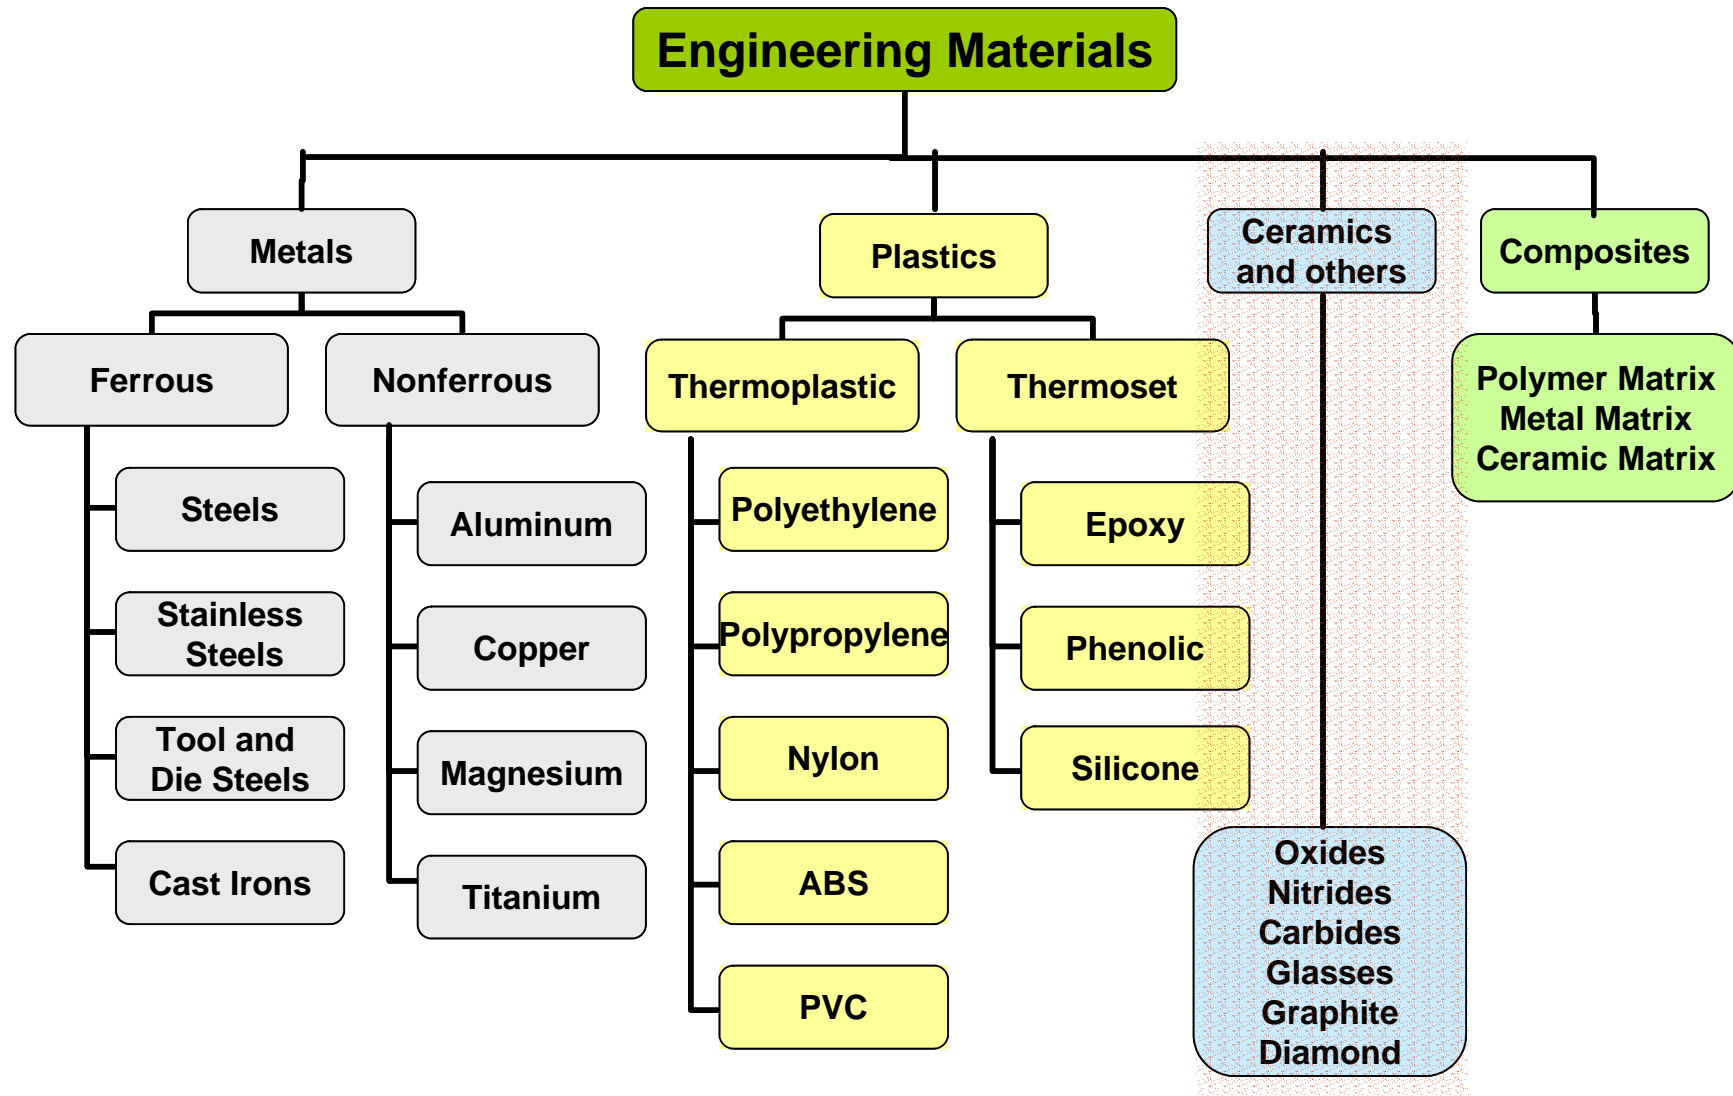 Engineering Materials
Metals
Plastics
Ceramics
and others
Composites
Ferrous
Nonferrous
Thermoplastic
Thermoset
Polymer Matrix
Metal Matrix
Ceramic Matrix
Steels
Stainless
Steels
Tool and
Die Steels
Cast Irons
Aluminum
Copper
Magnesium
Titanium
Polyethylene
Polypropylene
Nylon
ABS
PVC
Epoxy
Phenolic
Silicone
Oxides
Nitrides
Carbides
Glasses
Graphite
Diamond